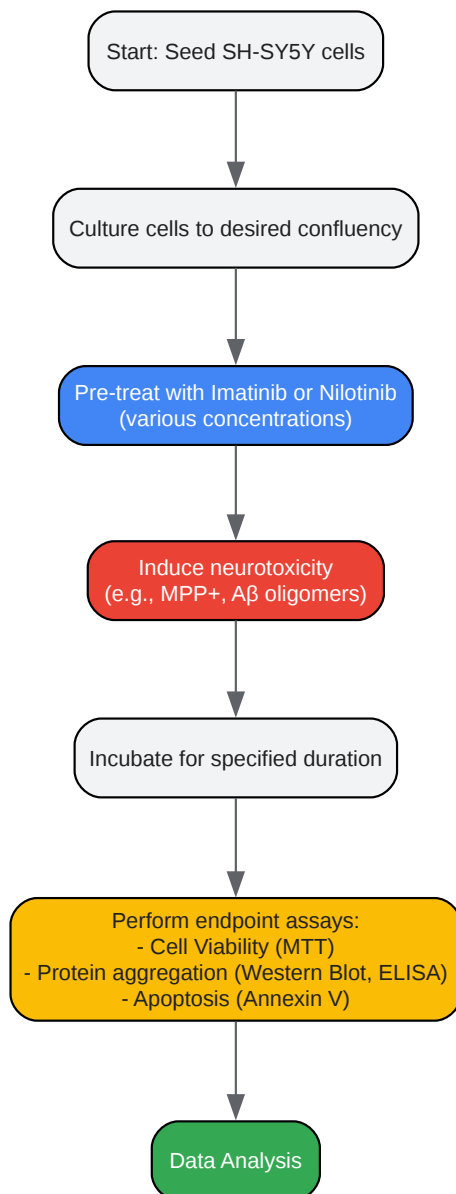 Start: Seed SH-SY5Y cells
Culture cells to desired confluency
Pre-treat with Imatinib or Nilotinib
(various concentrations)
Induce neurotoxicity
(e.g., MPP+, Aβ oligomers)
Incubate for specified duration
Perform endpoint assays:
- Cell Viability (MTT)
- Protein aggregation (Western Blot, ELISA)
- Apoptosis (Annexin V)
Data Analysis